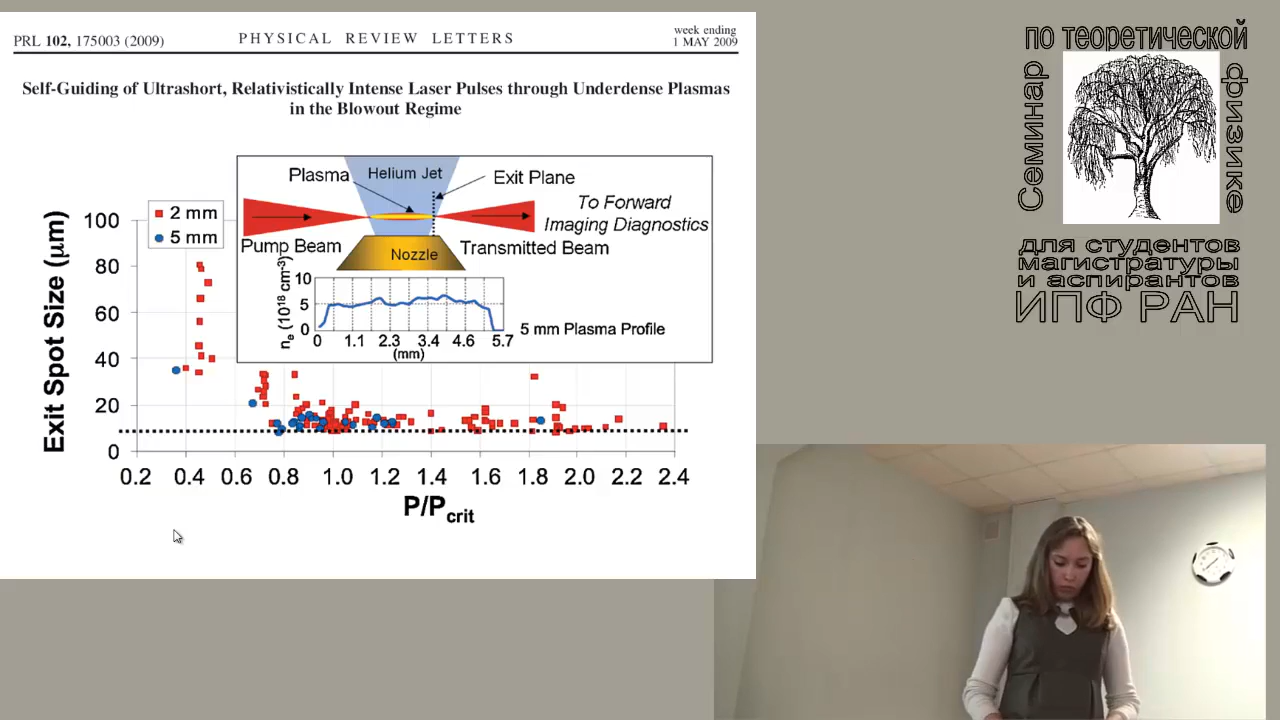 PRL 102, 175003 (2009)
PHYSICAL REVIEW LETTERS
week ending
1 MAY 2009
Self-Guiding of Ultrashort, Relativistically Intense Laser Pulses through Underdense Plasmas
in the Blowout Regime
Plasma
Helium Jet
Exit Plane
To Forward
Imaging Diagnostics
Pump Beam
Nozzle
Transmitted Beam
nₑ (10¹⁸ cm⁻³)
10
5
0
0 1.1 2.3 3.4 4.6 5.7
(mm)
5 mm Plasma Profile
2 mm
5 mm
Exit Spot Size (μm)
100
80
60
40
20
0
0.2 0.4 0.6 0.8 1.0 1.2 1.4 1.6 1.8 2.0 2.2 2.4
P/Pcrit
Семинар
по теоретической
физике
для студентов
магистратуры
и аспирантов
ИПФ РАН